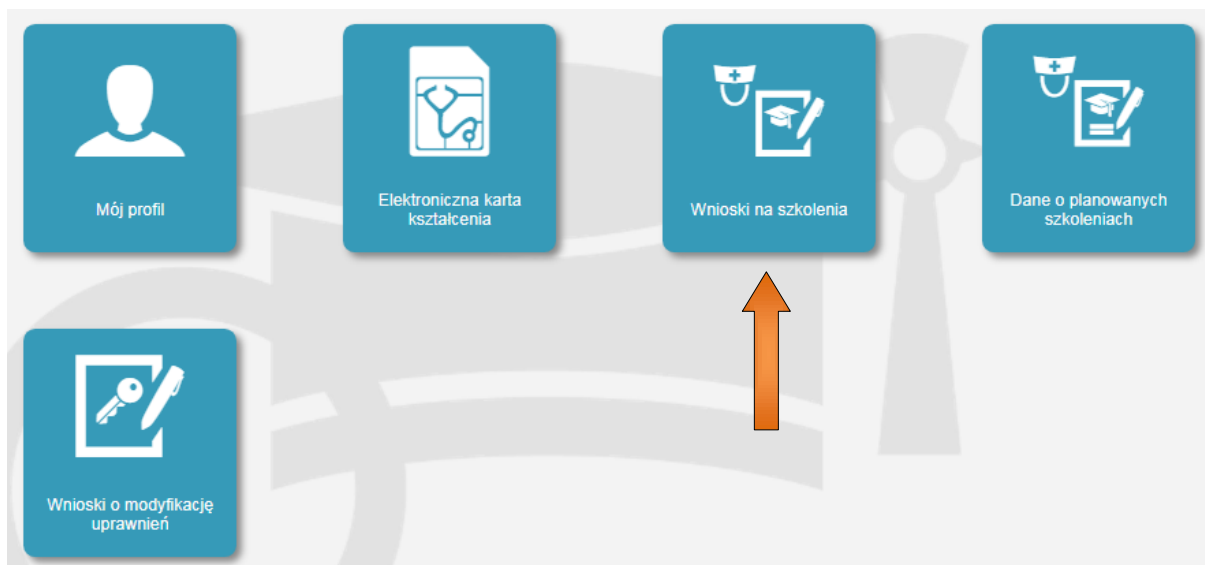 Mój profil
Elektroniczna karta
kształcenia
Wnioski na szkolenia
Dane o planowanych
szkoleniach
Wnioski o modyfikację
uprawnień